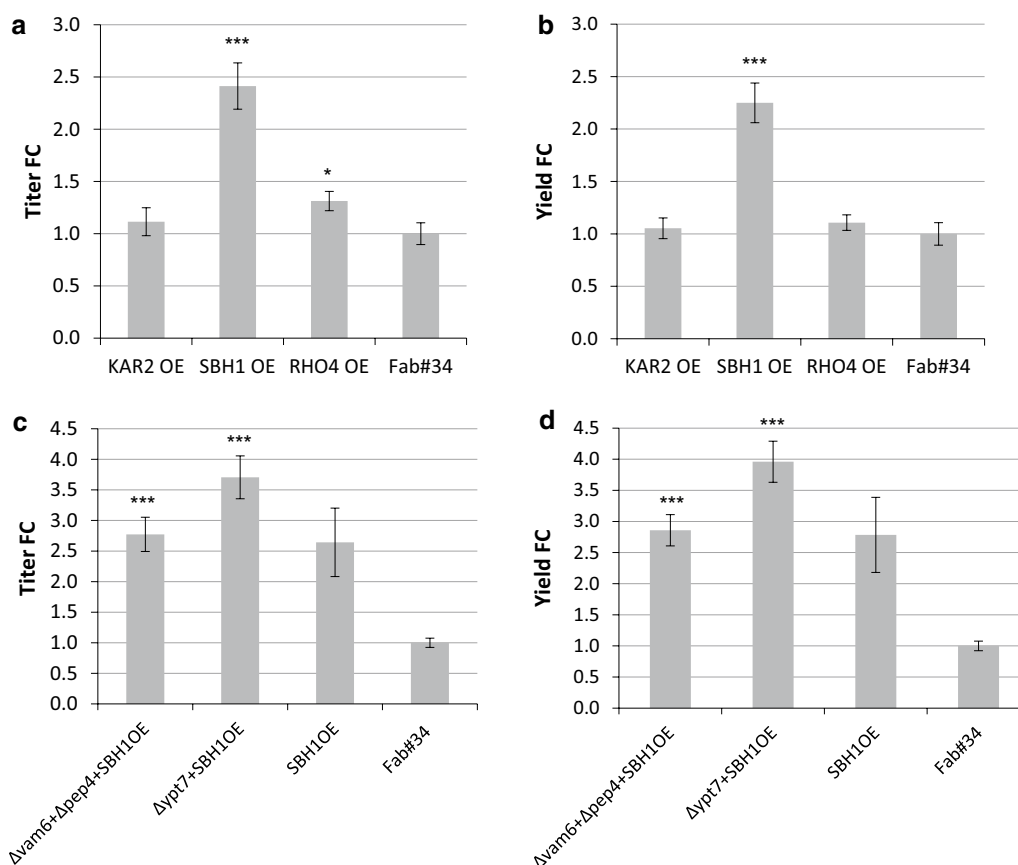 a
Titer FC
3.0
2.5
2.0
1.5
1.0
0.5
0.0
***
*
KAR2 OE SBH1 OE RHO4 OE Fab#34
b
Yield FC
3.0
2.5
2.0
1.5
1.0
0.5
0.0
***
KAR2 OE SBH1 OE RHO4 OE Fab#34
c
Titer FC
4.5
4.0
3.5
3.0
2.5
2.0
1.5
1.0
0.5
0.0
***
***
Δvam6+Δpep4+SBH1OE
Δypt7+SBH1OE
SBH1OE
Fab#34
d
Yield FC
4.5
4.0
3.5
3.0
2.5
2.0
1.5
1.0
0.5
0.0
***
***
Δvam6+Δpep4+SBH1OE
Δypt7+SBH1OE
SBH1OE
Fab#34